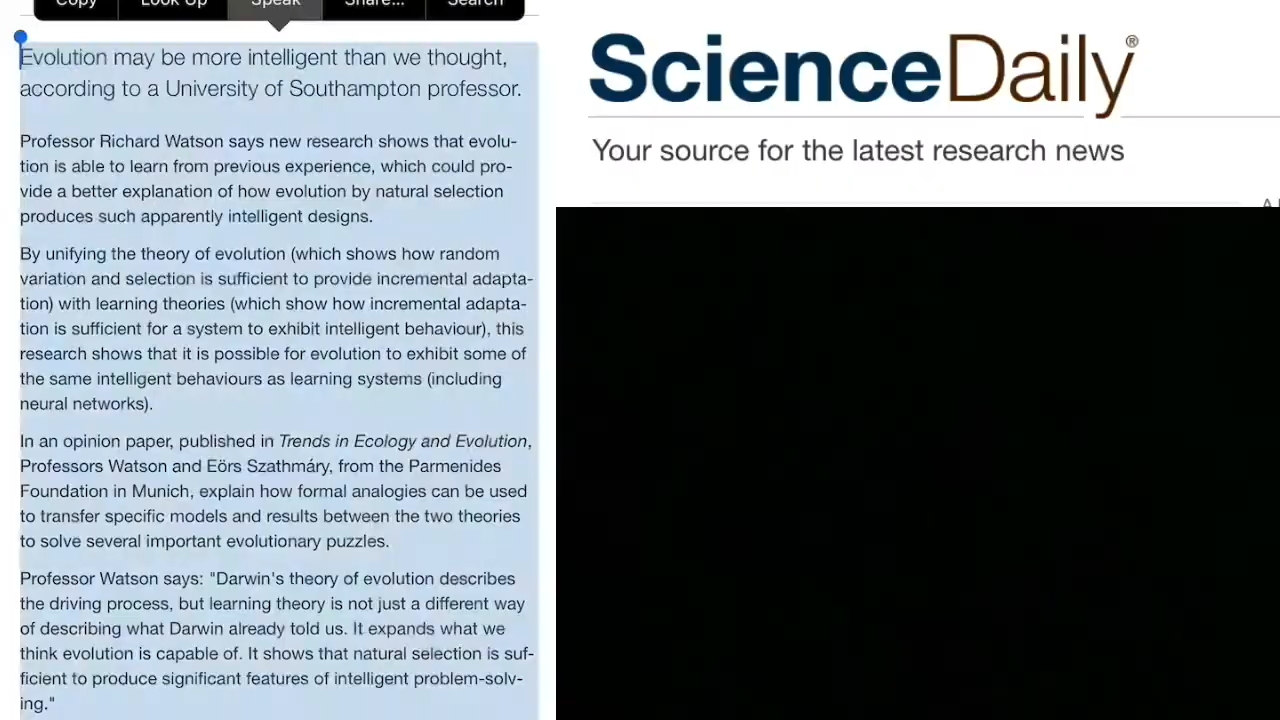 Copy Look Up Speak Share... Search
Evolution may be more intelligent than we thought,
according to a University of Southampton professor.
Professor Richard Watson says new research shows that evolu-
tion is able to learn from previous experience, which could pro-
vide a better explanation of how evolution by natural selection
produces such apparently intelligent designs.
By unifying the theory of evolution (which shows how random
variation and selection is sufficient to provide incremental adapta-
tion) with learning theories (which show how incremental adapta-
tion is sufficient for a system to exhibit intelligent behaviour), this
research shows that it is possible for evolution to exhibit some of
the same intelligent behaviours as learning systems (including
neural networks).
In an opinion paper, published in Trends in Ecology and Evolution,
Professors Watson and Eörs Szathmáry, from the Parmenides
Foundation in Munich, explain how formal analogies can be used
to transfer specific models and results between the two theories
to solve several important evolutionary puzzles.
Professor Watson says: "Darwin's theory of evolution describes
the driving process, but learning theory is not just a different way
of describing what Darwin already told us. It expands what we
think evolution is capable of. It shows that natural selection is suf-
ficient to produce significant features of intelligent problem-solv-
ing."
ScienceDaily®
Your source for the latest research news